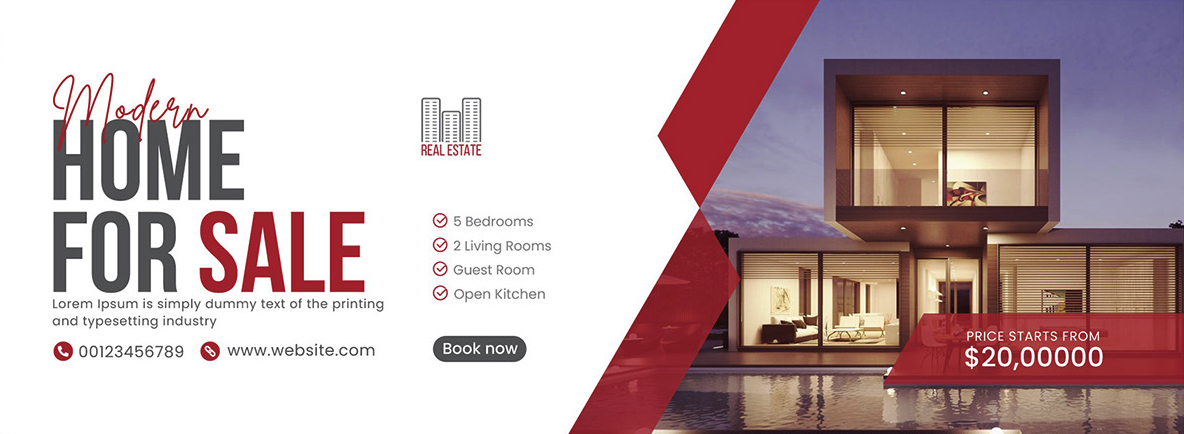 Modern
HOME
FOR SALE
Lorem Ipsum is simply dummy text of the printing
and typesetting industry
00123456789 www.website.com
REAL ESTATE
5 Bedrooms
2 Living Rooms
Guest Room
Open Kitchen
Book now
PRICE STARTS FROM
$20,00000